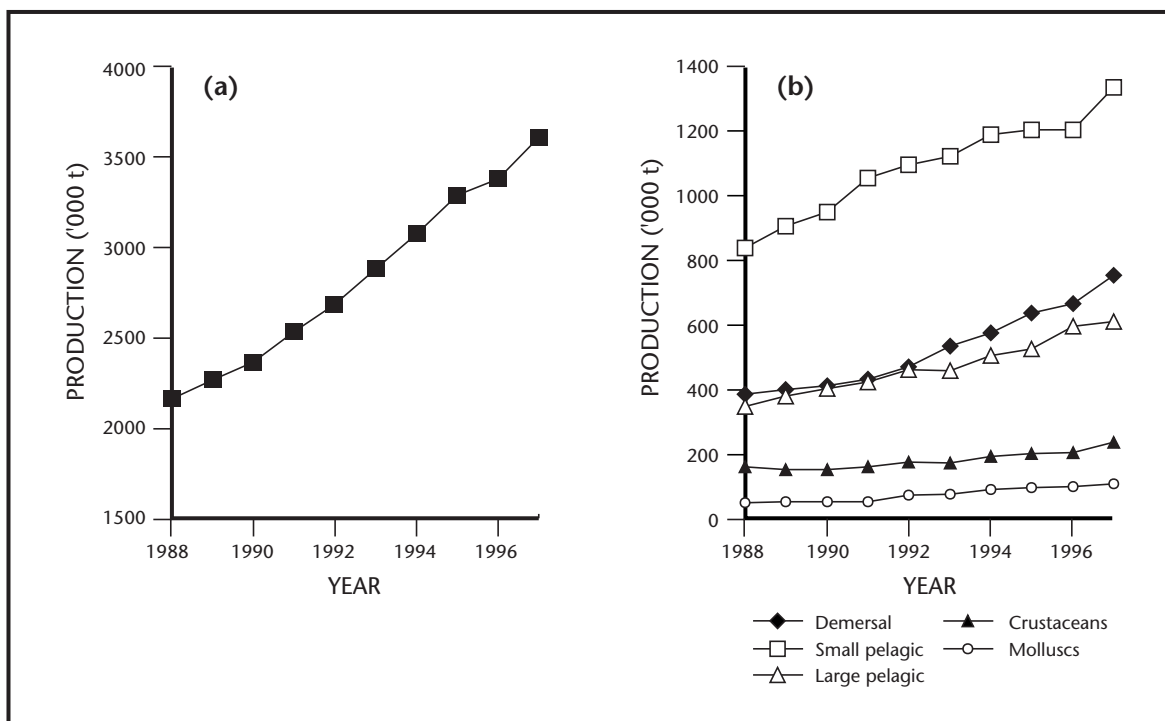 (a)
PRODUCTION ('000 t)
4000
3500
3000
2500
2000
1500
1988
1990
1992
1994
1996
YEAR
(b)
PRODUCTION ('000 t)
1400
1200
1000
800
600
400
200
0
1988
1990
1992
1994
1996
YEAR
Demersal
Small pelagic
Large pelagic
Crustaceans
Molluscs